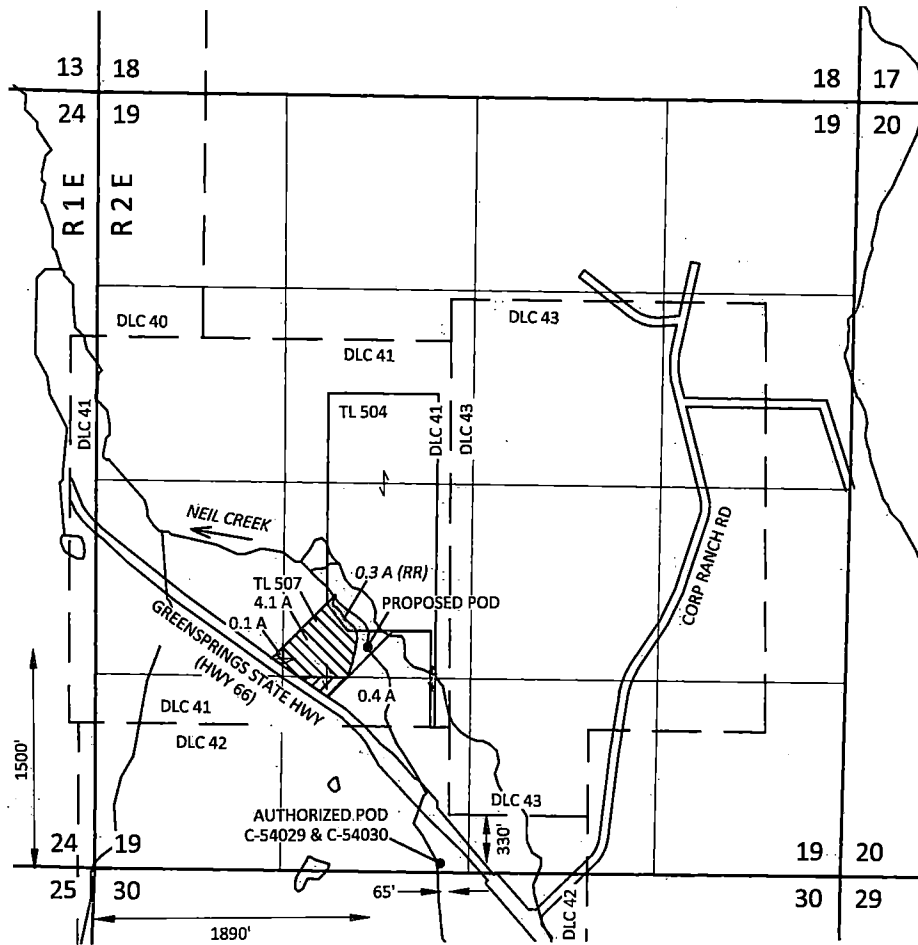 13 18
18 17
24 19
19 20
R 1 E
R 2 E
DLC 40
DLC 41
DLC 43
DLC 41
TL 504
DLC 41
DLC 43
NEIL CREEK
0.3 A (RR)
TL 507
4.1 A
PROPOSED POD
0.1 A
CORP RANCH RD
GREENSPRINGS STATE HWY
(HWY 66)
0.4 A
DLC 41
DLC 42
1500'
DLC 43
AUTHORIZED POD
C-54029 & C-54030
330'
24 19
19 20
25 30
65'
30 29
DLC 42
1890'